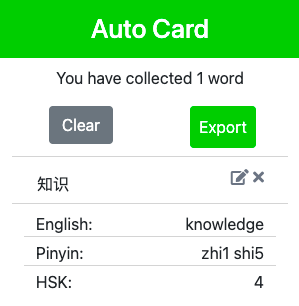 Auto Card
You have collected 1 word
Clear Export
知识
English: knowledge
Pinyin: zhi1 shi5
HSK: 4